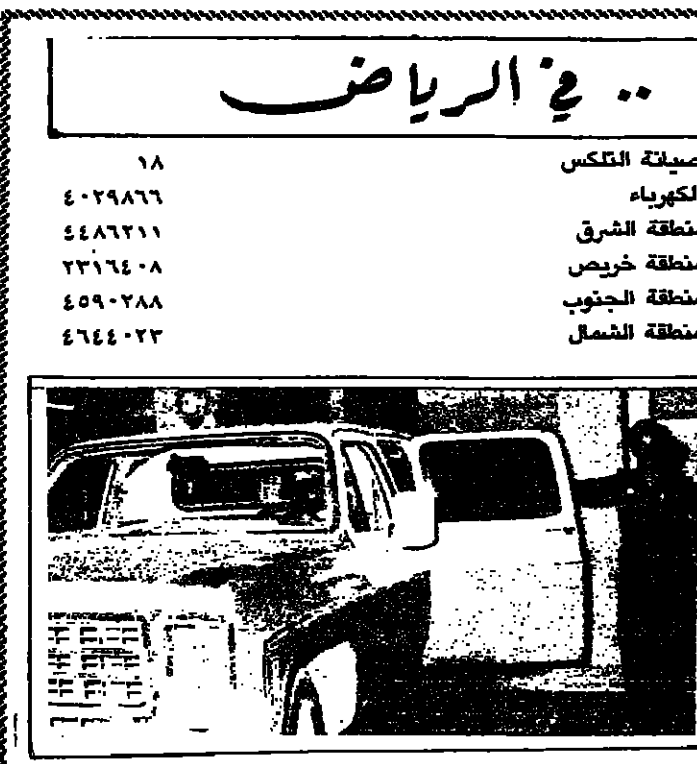 .. في الرياض
صيانة التلكس ١٨
الكهرباء ٤٠٢٩٨٦٦
منطقة الشرق ٤٤٨٦٢١١
منطقة خريص ٢٣١٦٤٠٨
منطقة الجنوب ٤٥٩٠٢٨٨
منطقة الشمال ٤٦٤٤٠٢٣